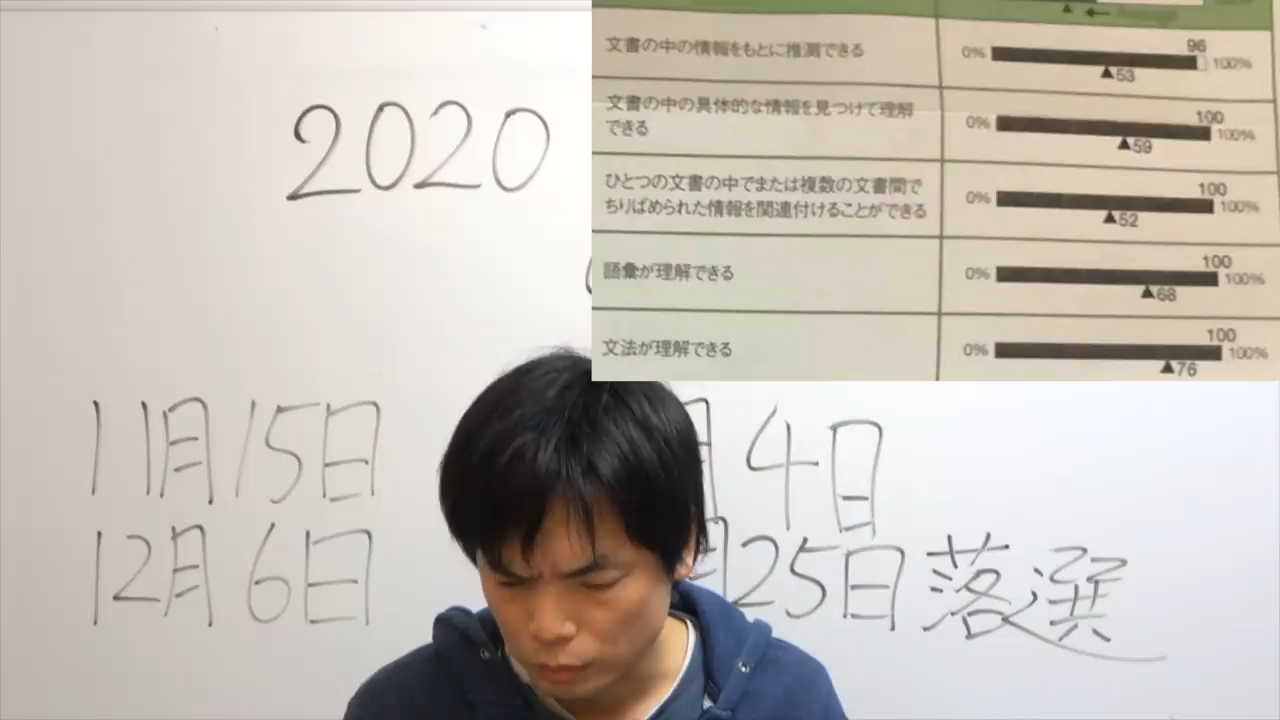 2020
11月15日
12月6日
月4日
月25日 落選
Average
文書の中の情報をもとに推測できる
0% 96 100%
▲53
文書の中の具体的な情報を見つけて理解
できる
0% 100 100%
▲59
ひとつの文書の中でまたは複数の文書間で
ちりばめられた情報を関連付けることができる
0% 100 100%
▲52
語彙が理解できる
0% 100 100%
▲68
文法が理解できる
0% 100 100%
▲76